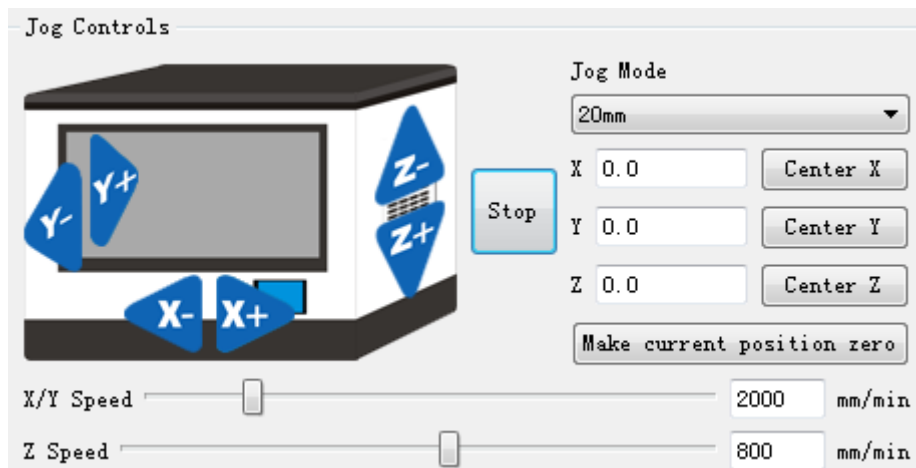 Jog Controls
Jog Mode
20mm
Y- Y+
Z-
Z+
X- X+
Stop
X 0.0 Center X
Y 0.0 Center Y
Z 0.0 Center Z
Make current position zero
X/Y Speed 2000 mm/min
Z Speed 800 mm/min